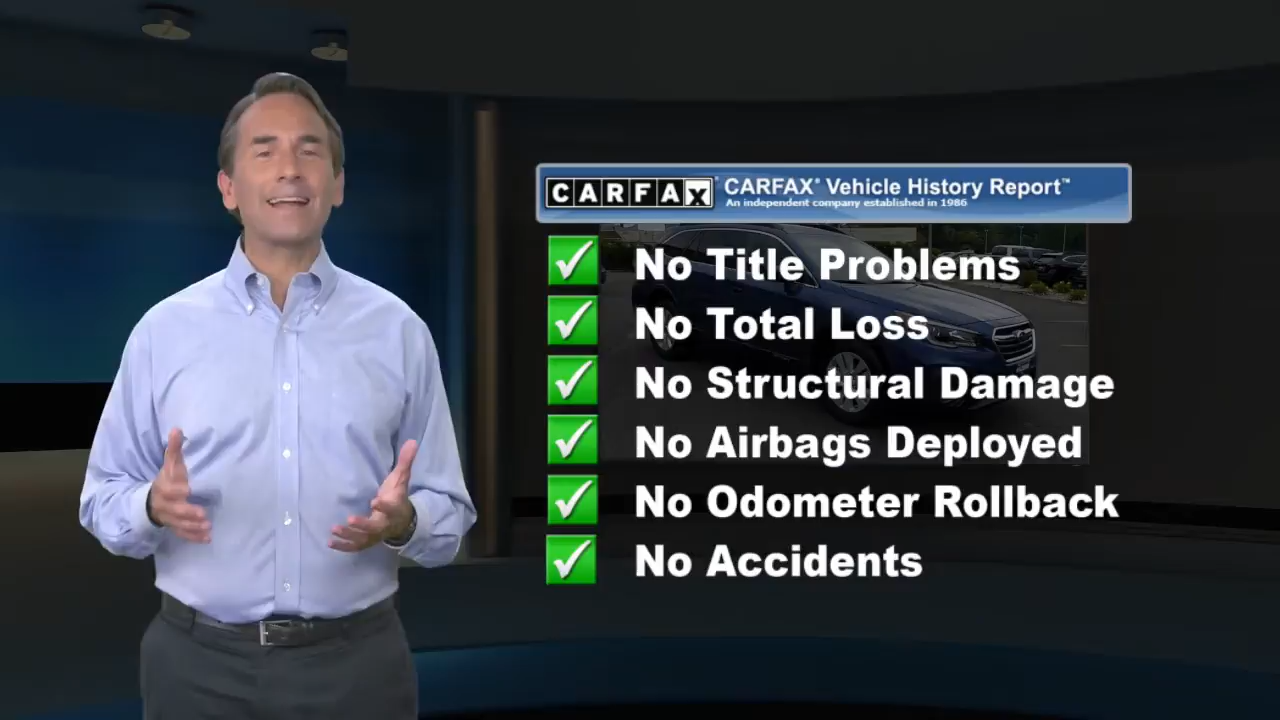 CARFAX
CARFAX® Vehicle History Report™
An independent company established in 1986
No Title Problems
No Total Loss
No Structural Damage
No Airbags Deployed
No Odometer Rollback
No Accidents